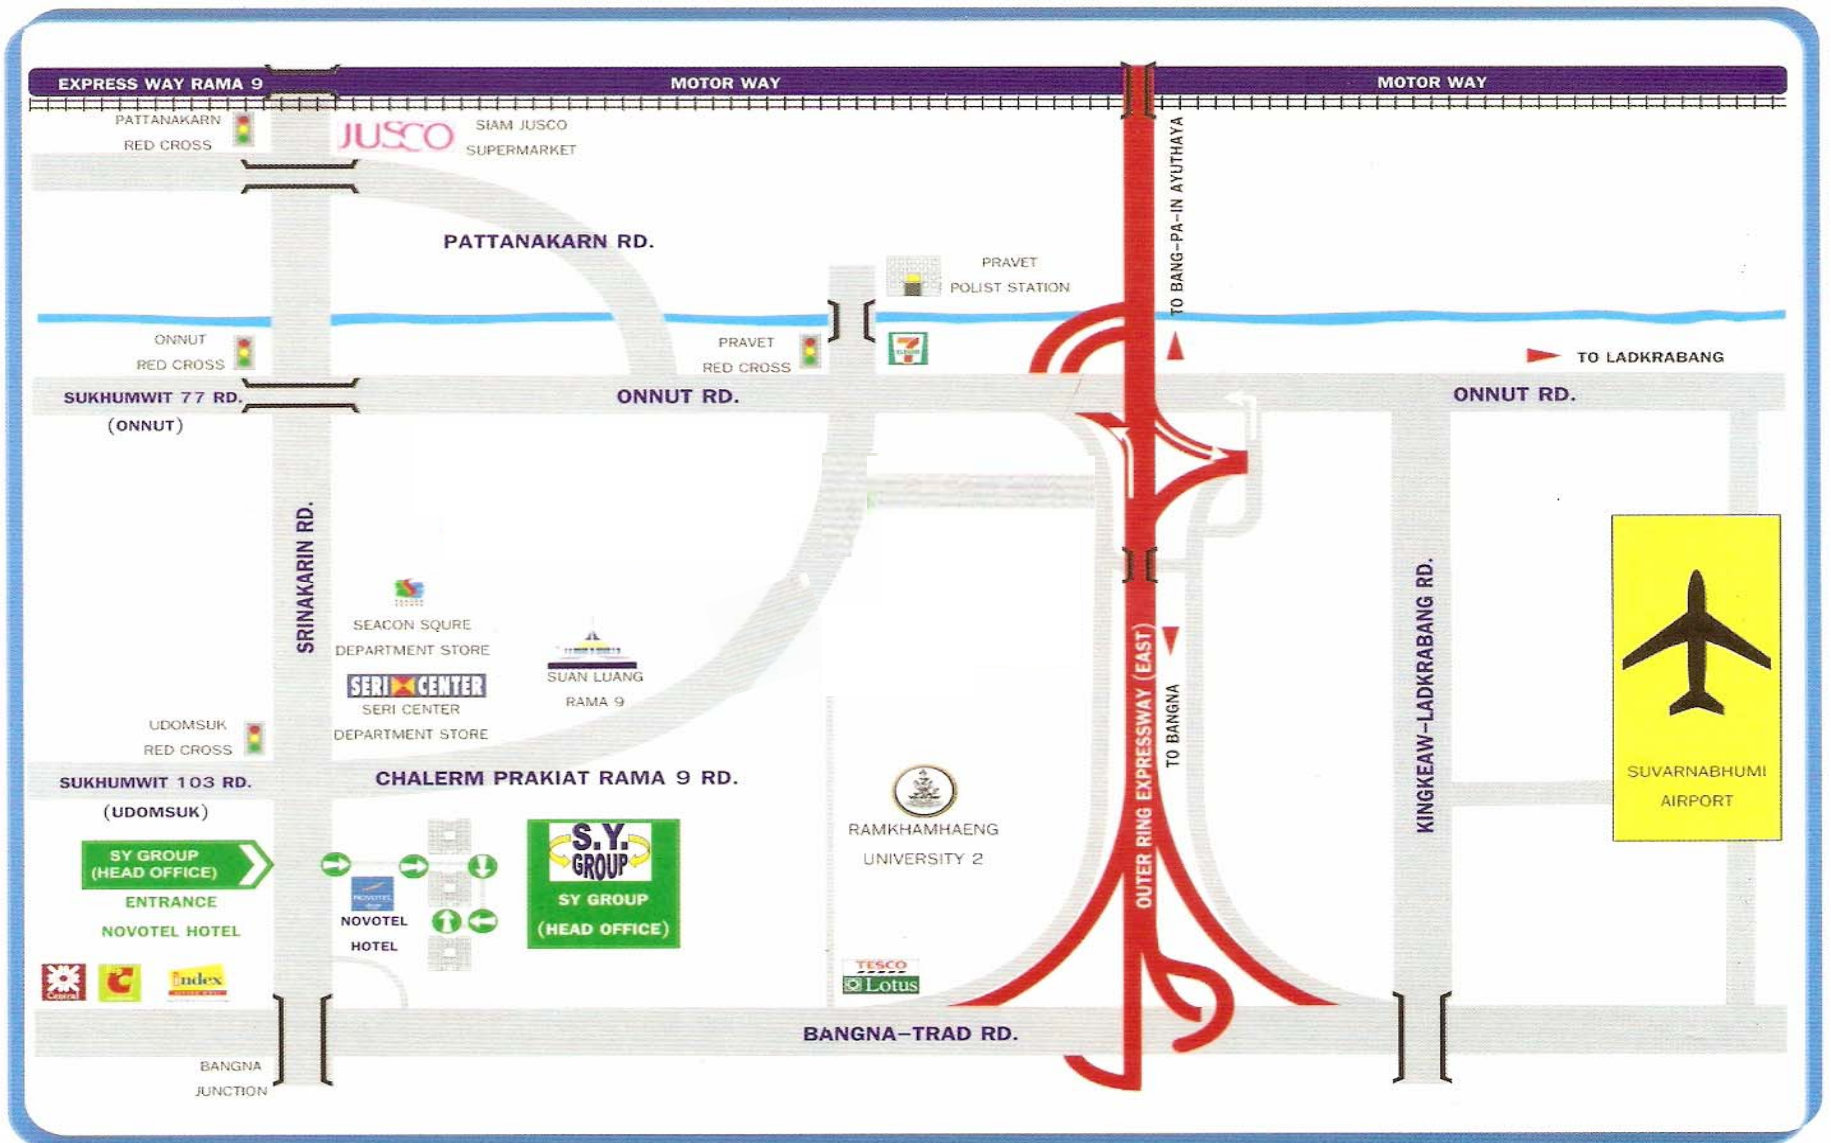 EXPRESS WAY RAMA 9
MOTOR WAY
MOTOR WAY
PATTANAKARN
RED CROSS
JUSCO
SIAM JUSCO
SUPERMARKET
TO BANG-PA-IN AYUTHAYA
PATTANAKARN RD.
PRAVET
POLIST STATION
ONNUT
RED CROSS
PRAVET
RED CROSS
7
TO LADKRABANG
SUKHUMWIT 77 RD.
(ONNUT)
ONNUT RD.
ONNUT RD.
SRINAKARIN RD.
SEACON SQURE
DEPARTMENT STORE
SERI CENTER
SERI CENTER
DEPARTMENT STORE
SUAN LUANG
RAMA 9
OUTER RING EXPRESSWAY (EAST)
TO BANGNA
KINGKEAW-LADKRABANG RD.
SUVARNABHUMI
AIRPORT
UDOMSUK
RED CROSS
SUKHUMWIT 103 RD.
(UDOMSUK)
CHALERM PRAKIAT RAMA 9 RD.
RAMKHAMHAENG
UNIVERSITY 2
SY GROUP
(HEAD OFFICE)
ENTRANCE
NOVOTEL HOTEL
NOVOTEL
NOVOTEL
HOTEL
S.Y.
GROUP
SY GROUP
(HEAD OFFICE)
Central
C
index
TESCO
Lotus
BANGNA-TRAD RD.
BANGNA
JUNCTION